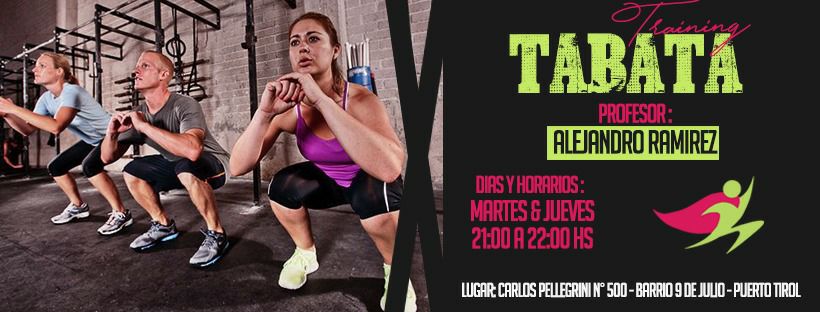 Training
TABATA
PROFESOR :
ALEJANDRO RAMIREZ
DIAS Y HORARIOS :
MARTES & JUEVES
21:00 A 22:00 HS
LUGAR: CARLOS PELLEGRINI N° 500 - BARRIO 9 DE JULIO - PUERTO TIROL